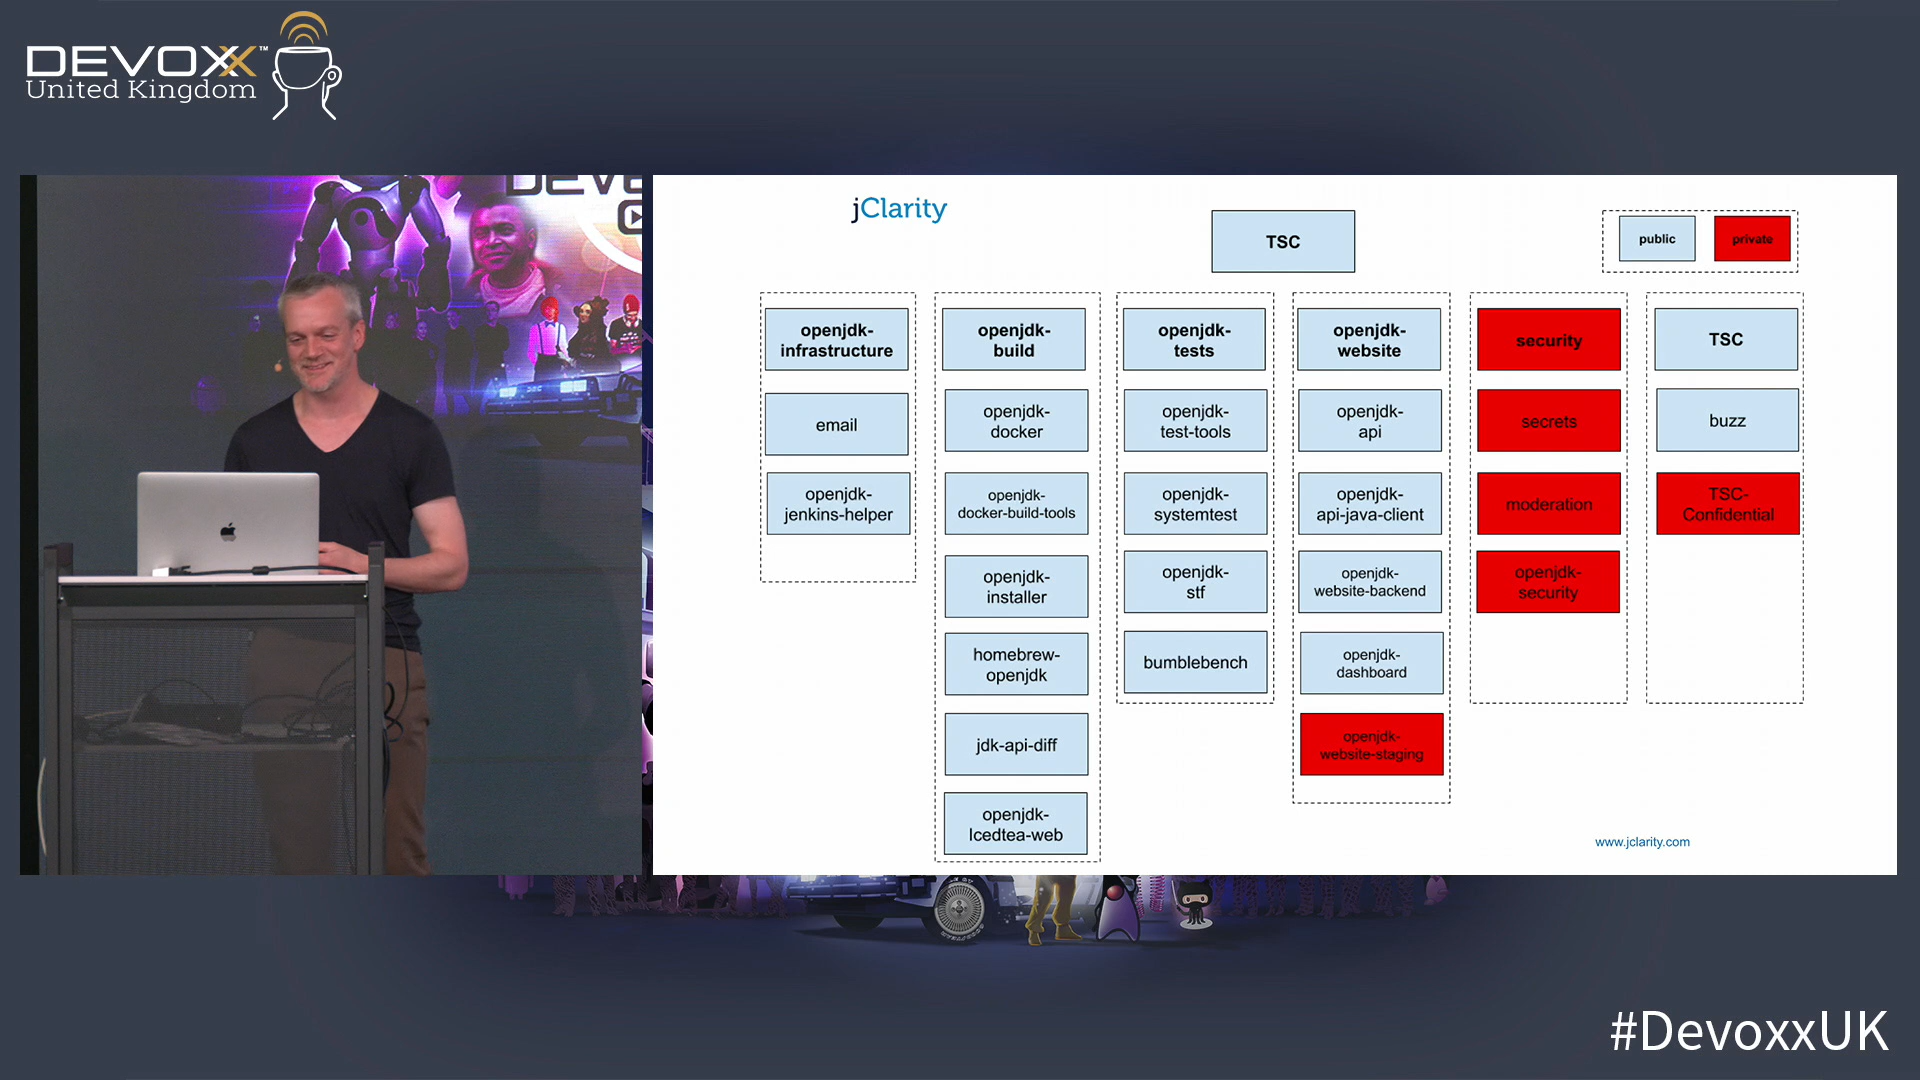 DEVOXX™
United Kingdom
DEVO
jClarity
TSC
public
private
openjdk-
infrastructure
email
openjdk-
jenkins-helper
openjdk-
build
openjdk-
docker
openjdk-
docker-build-tools
openjdk-
installer
homebrew-
openjdk
jdk-api-diff
openjdk-
Icedtea-web
openjdk-
tests
openjdk-
test-tools
openjdk-
systemtest
openjdk-
stf
bumblebench
openjdk-
website
openjdk-
api
openjdk-
api-java-client
openjdk-
website-backend
openjdk-
dashboard
openjdk-
website-staging
security
secrets
moderation
openjdk-
security
TSC
buzz
TSC-
Confidential
www.jclarity.com
#DevoxxUK